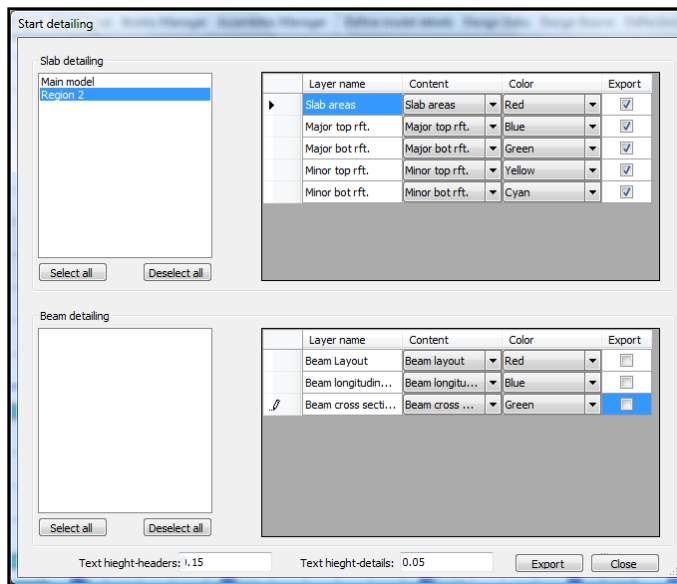 Start detailing
Slab detailing
Main model
Region 2
Layer name Content Color Export
Slab areas Slab areas Red
Major top rft. Major top rft. Blue
Major bot rft. Major bot rft. Green
Minor top rft. Minor top rft. Yellow
Minor bot rft. Minor bot rft. Cyan
Select all Deselect all
Beam detailing
Layer name Content Color Export
Beam Layout Beam layout Red
Beam longitudin... Beam longitu... Blue
Beam cross secti... Beam cross ... Green
Select all Deselect all
Text hieght-headers: .15 Text hieght-details: 0.05 Export Close